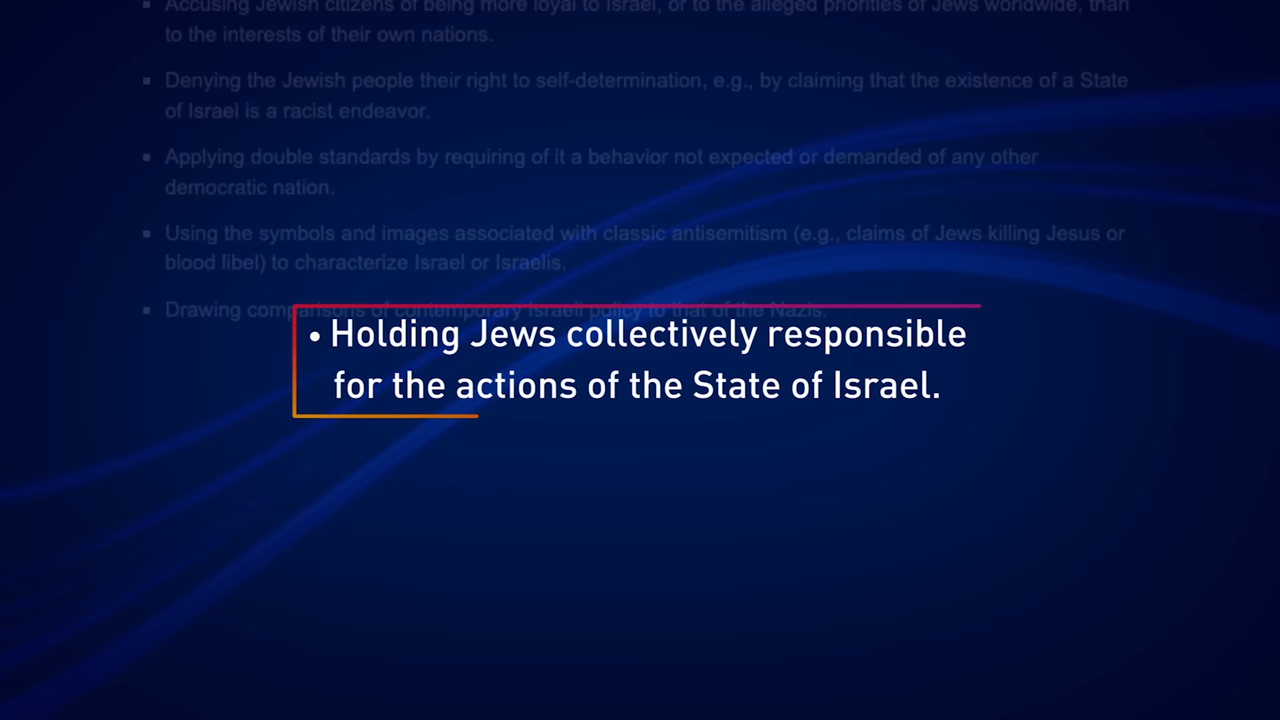 ▪ Accusing Jewish citizens of being more loyal to Israel, or to the alleged priorities of Jews worldwide, than
to the interests of their own nations.
▪ Denying the Jewish people their right to self-determination, e.g., by claiming that the existence of a State
of Israel is a racist endeavor.
▪ Applying double standards by requiring of it a behavior not expected or demanded of any other
democratic nation.
▪ Using the symbols and images associated with classic antisemitism (e.g., claims of Jews killing Jesus or
blood libel) to characterize Israel or Israelis.
▪ Drawing comparisons of contemporary Israeli policy to that of the Nazis.
• Holding Jews collectively responsible
for the actions of the State of Israel.